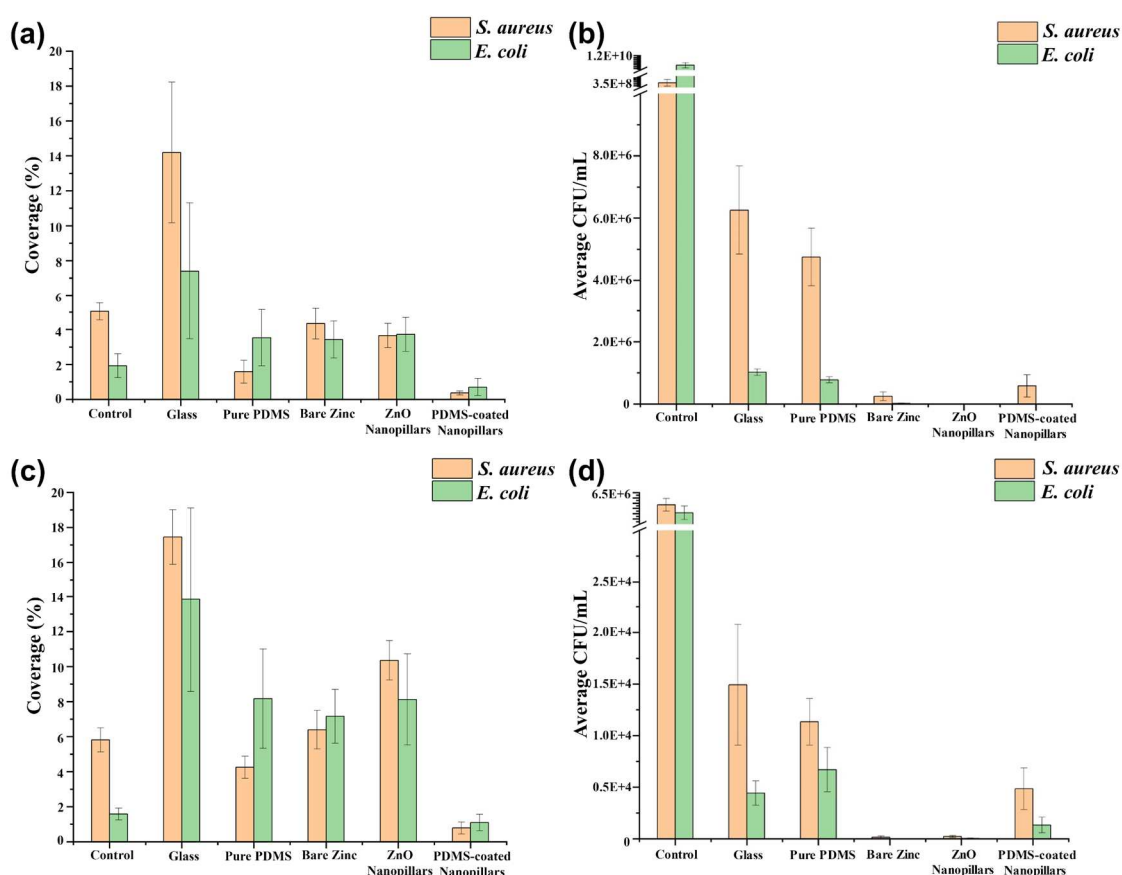 (a)
S. aureus
E. coli
Coverage (%)
20
18
16
14
12
10
8
6
4
2
0
Control
Glass
Pure PDMS
Bare Zinc
ZnO
Nanopillars
PDMS-coated
Nanopillars
(b)
S. aureus
E. coli
Average CFU/mL
1.2E+10
3.5E+8
8.0E+6
6.0E+6
4.0E+6
2.0E+6
0
Control
Glass
Pure PDMS
Bare Zinc
ZnO
Nanopillars
PDMS-coated
Nanopillars
(c)
S. aureus
E. coli
Coverage (%)
20
18
16
14
12
10
8
6
4
2
0
Control
Glass
Pure PDMS
Bare Zinc
ZnO
Nanopillars
PDMS-coated
Nanopillars
(d)
S. aureus
E. coli
Average CFU/mL
6.5E+6
2.5E+4
2.0E+4
1.5E+4
1.0E+4
0.5E+4
0
Control
Glass
Pure PDMS
Bare Zinc
ZnO
Nanopillars
PDMS-coated
Nanopillars